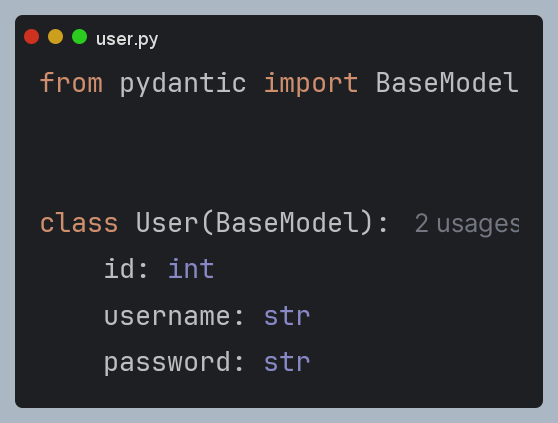 user.py
from pydantic import BaseModel
class User(BaseModel): 2 usages
    id: int
    username: str
    password: str